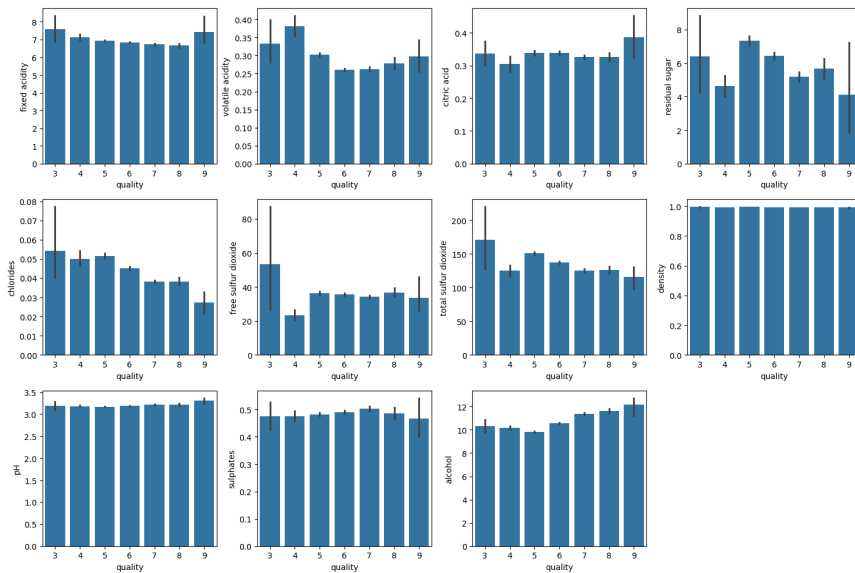 fixed acidity
0
1
2
3
4
5
6
7
8
3 4 5 6 7 8 9
quality
volatile acidity
0.00
0.05
0.10
0.15
0.20
0.25
0.30
0.35
0.40
3 4 5 6 7 8 9
quality
citric acid
0.0
0.1
0.2
0.3
0.4
3 4 5 6 7 8 9
quality
residual sugar
0
2
4
6
8
3 4 5 6 7 8 9
quality
chlorides
0.00
0.01
0.02
0.03
0.04
0.05
0.06
0.07
0.08
3 4 5 6 7 8 9
quality
free sulfur dioxide
0
20
40
60
80
3 4 5 6 7 8 9
quality
total sulfur dioxide
0
50
100
150
200
3 4 5 6 7 8 9
quality
density
0.0
0.2
0.4
0.6
0.8
1.0
3 4 5 6 7 8 9
quality
pH
0.0
0.5
1.0
1.5
2.0
2.5
3.0
3.5
3 4 5 6 7 8 9
quality
sulphates
0.0
0.1
0.2
0.3
0.4
0.5
3 4 5 6 7 8 9
quality
alcohol
0
2
4
6
8
10
12
3 4 5 6 7 8 9
quality